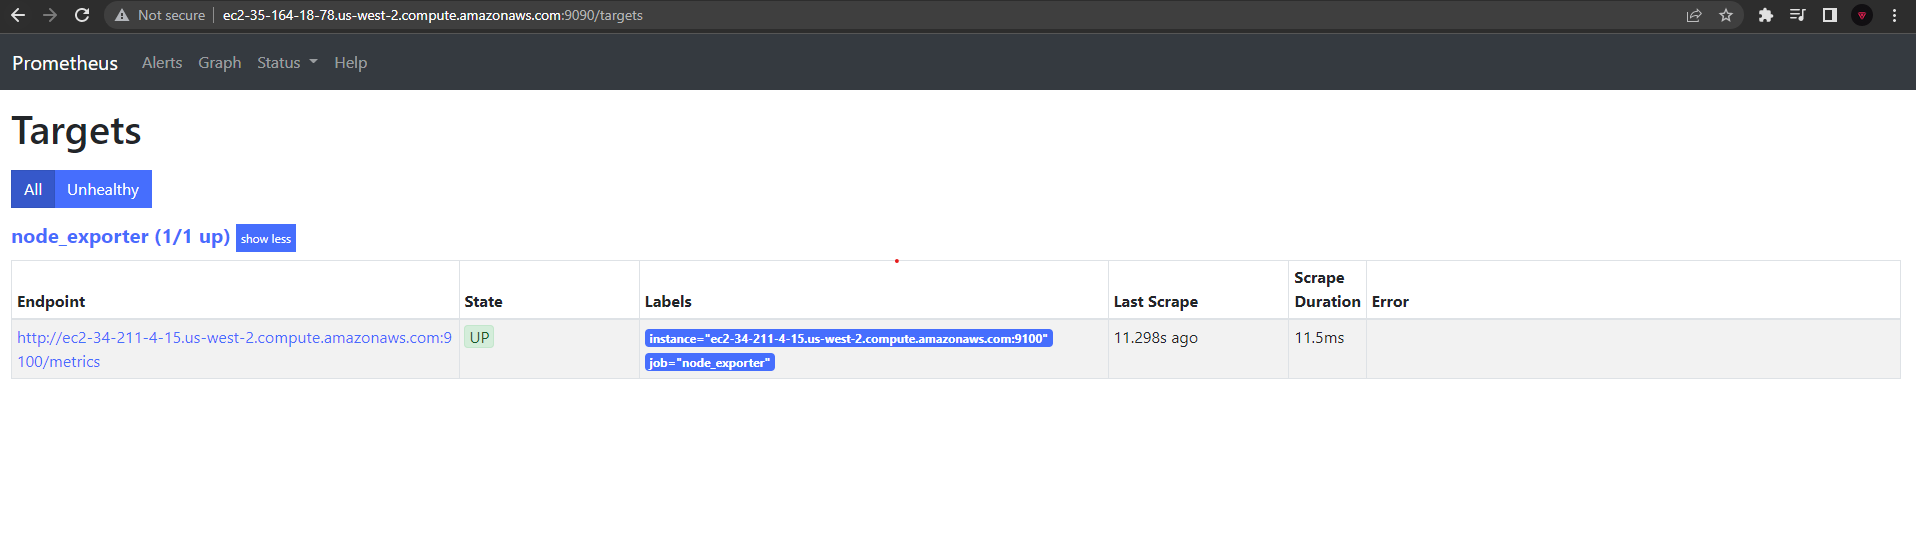 Not secure ec2-35-164-18-78.us-west-2.compute.amazonaws.com:9090/targets
Prometheus Alerts Graph Status Help
Targets
All Unhealthy
node_exporter (1/1 up) show less
Endpoint State Labels Last Scrape Scrape Duration Error
http://ec2-34-211-4-15.us-west-2.compute.amazonaws.com:9
100/metrics
UP
instance="ec2-34-211-4-15.us-west-2.compute.amazonaws.com:9100"
job="node_exporter"
11.298s ago
11.5ms